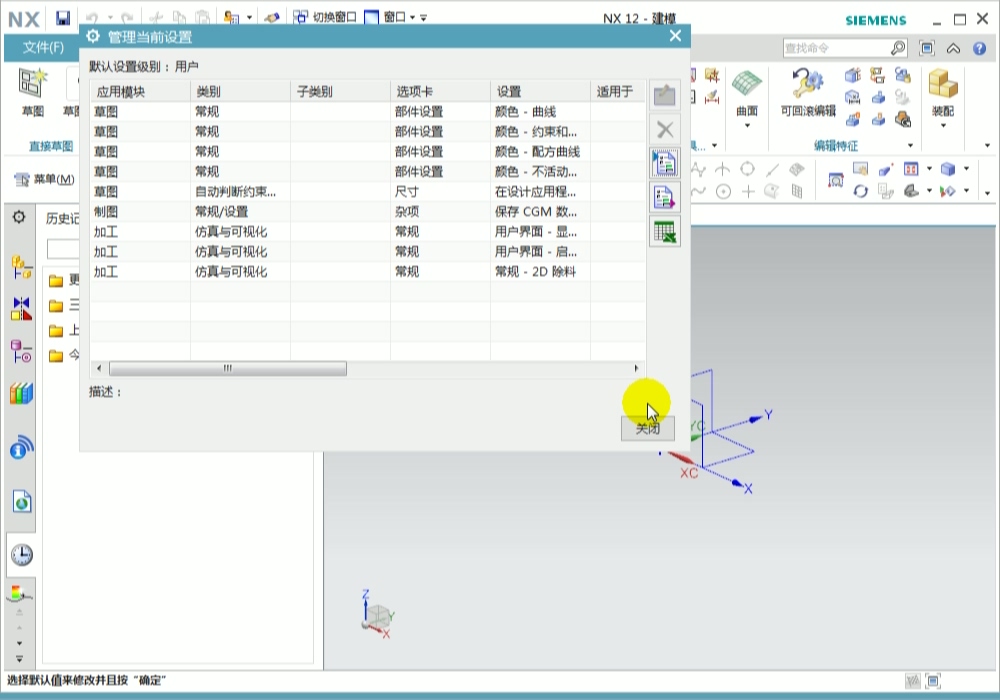 NX
切换窗口
窗口
NX 12 - 建模
SIEMENS
文件(F)
管理当前设置
查找命令
默认设置级别：用户
应用模块 类别 子类别 选项卡 设置 适用于
草图 常规 部件设置 颜色 - 曲线
草图 常规 部件设置 颜色 - 约束和...
草图 常规 部件设置 颜色 - 配方曲线
草图 常规 部件设置 颜色 - 不活动...
草图 自动判断约束... 尺寸 在设计应用程...
制图 常规/设置 杂项 保存 CGM 数...
加工 仿真与可视化 常规 用户界面 - 显...
加工 仿真与可视化 常规 用户界面 - 启...
加工 仿真与可视化 常规 常规 - 2D 除料
描述：
关闭
草图
直接草图
菜单(M)
历史记
三
上
曲面
可回滚编辑
装配
编辑特征
具...
YC
Y
XC
X
Z
Y
X
选择默认值来修改并且按“确定”